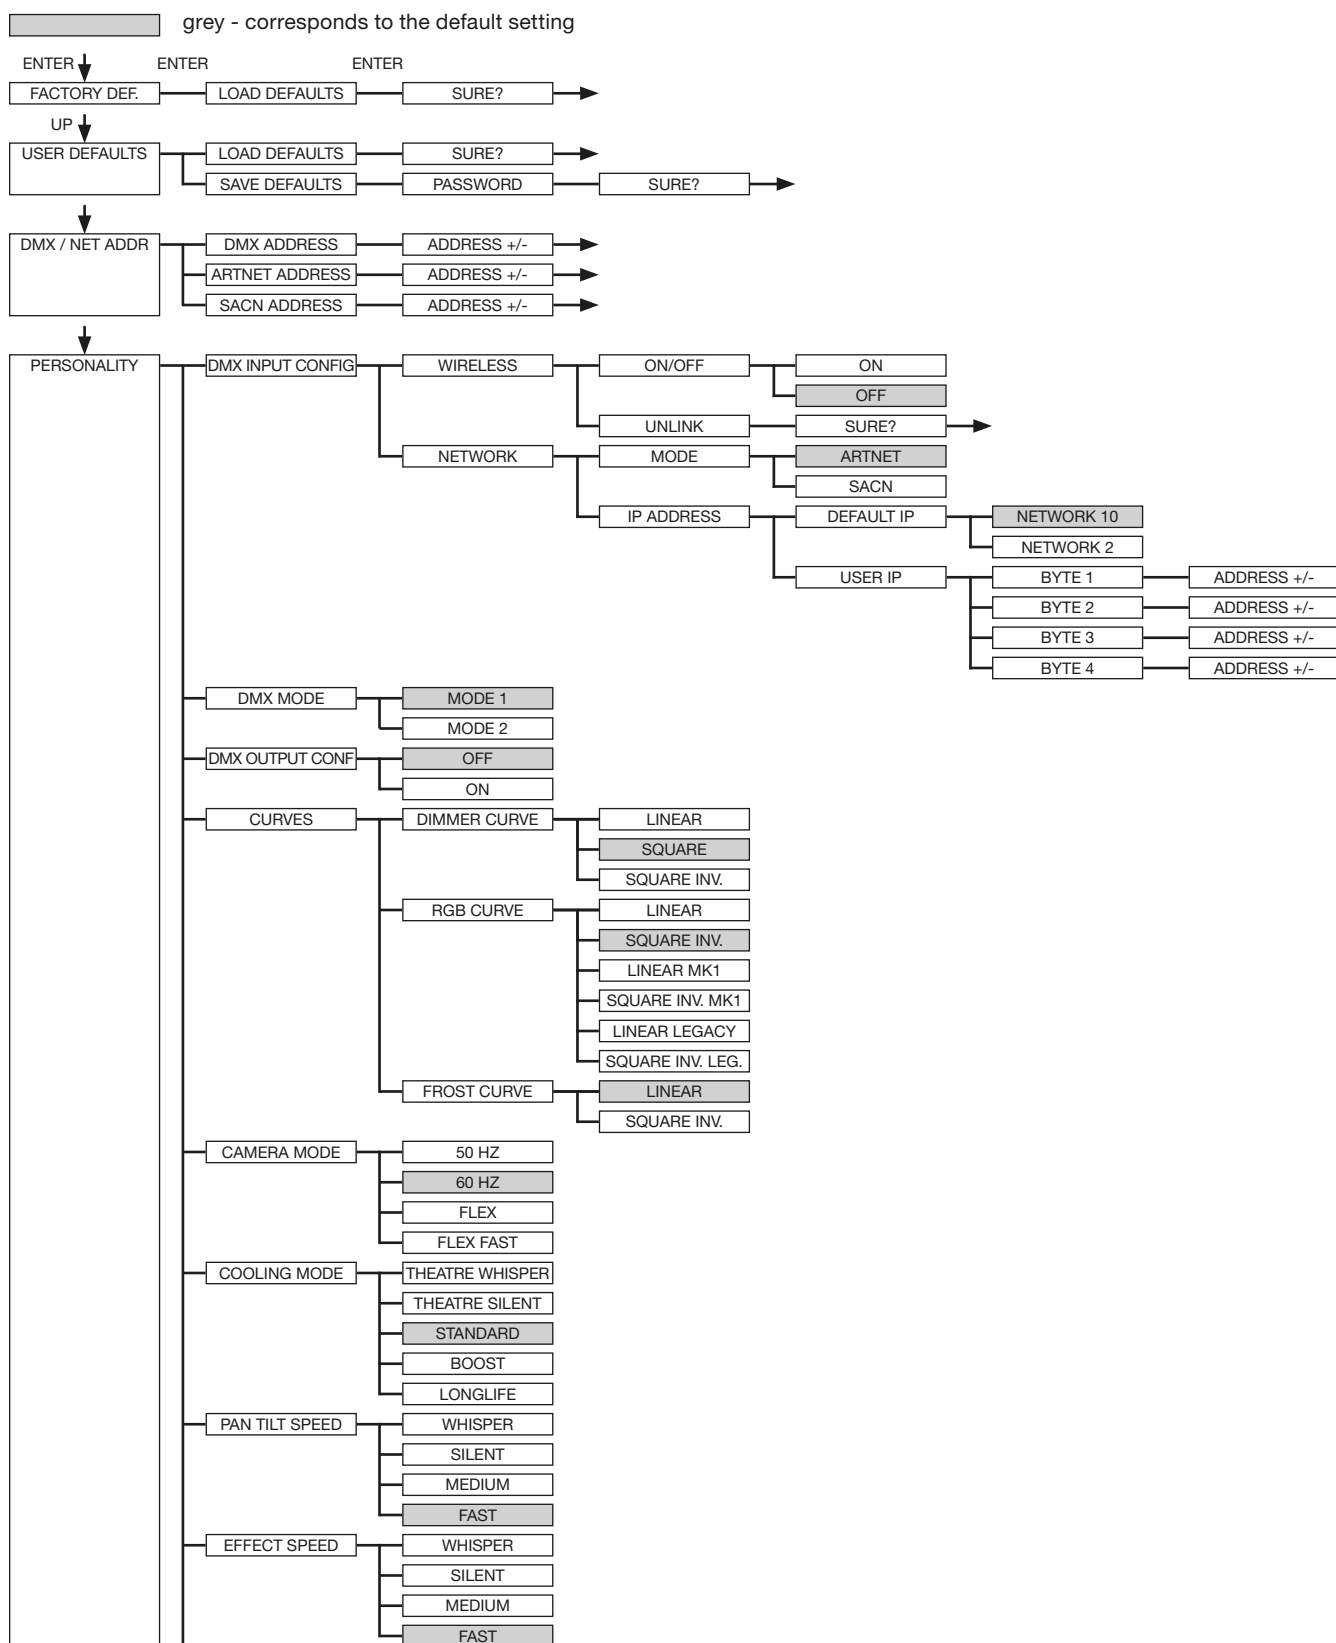 grey - corresponds to the default setting
ENTER ENTER ENTER
FACTORY DEF. LOAD DEFAULTS SURE?
UP
USER DEFAULTS LOAD DEFAULTS SURE?
SAVE DEFAULTS PASSWORD SURE?
DMX / NET ADDR DMX ADDRESS ADDRESS +/-
ARTNET ADDRESS ADDRESS +/-
SACN ADDRESS ADDRESS +/-
PERSONALITY DMX INPUT CONFIG WIRELESS ON/OFF ON
OFF
UNLINK SURE?
NETWORK MODE ARTNET
SACN
IP ADDRESS DEFAULT IP NETWORK 10
NETWORK 2
USER IP BYTE 1 ADDRESS +/-
BYTE 2 ADDRESS +/-
BYTE 3 ADDRESS +/-
BYTE 4 ADDRESS +/-
DMX MODE MODE 1
MODE 2
DMX OUTPUT CONF OFF
ON
CURVES DIMMER CURVE LINEAR
SQUARE
SQUARE INV.
RGB CURVE LINEAR
SQUARE INV.
LINEAR MK1
SQUARE INV. MK1
LINEAR LEGACY
SQUARE INV. LEG.
FROST CURVE LINEAR
SQUARE INV.
CAMERA MODE 50 HZ
60 HZ
FLEX
FLEX FAST
COOLING MODE THEATRE WHISPER
THEATRE SILENT
STANDARD
BOOST
LONGLIFE
PAN TILT SPEED WHISPER
SILENT
MEDIUM
FAST
EFFECT SPEED WHISPER
SILENT
MEDIUM
FAST